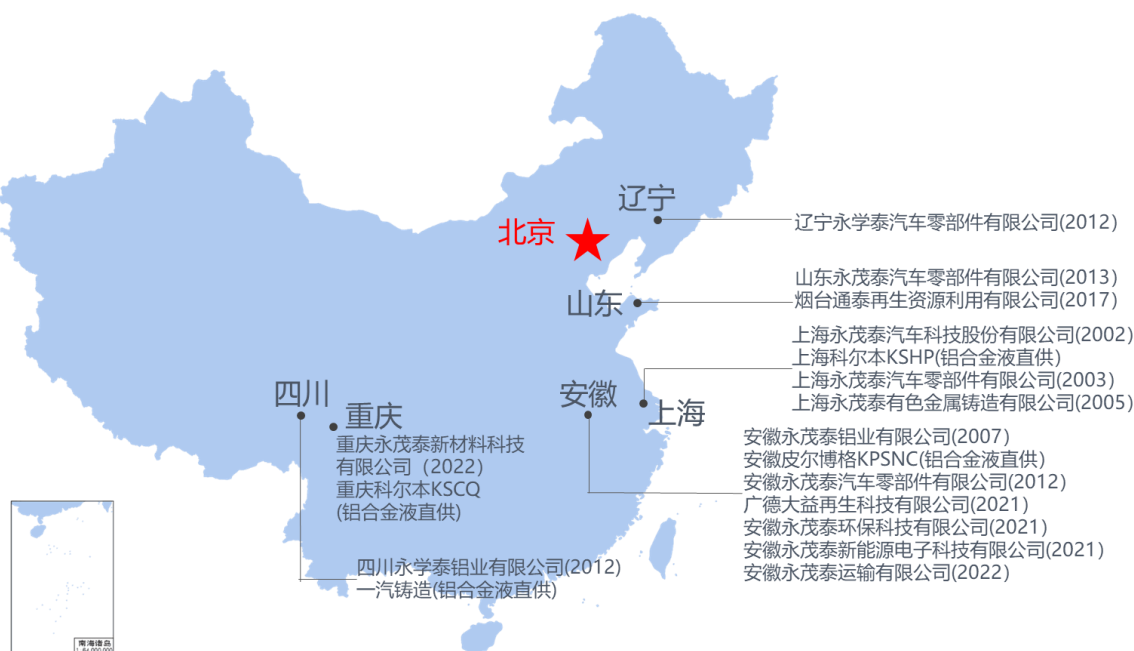 辽宁
辽宁永学泰汽车零部件有限公司(2012)
北京
山东永茂泰汽车零部件有限公司(2013)
烟台通泰再生资源利用有限公司(2017)
山东
上海永茂泰汽车科技股份有限公司(2002)
上海科尔本KSHP(铝合金液直供)
上海永茂泰汽车零部件有限公司(2003)
上海永茂泰有色金属铸造有限公司(2005)
四川
安徽
重庆
上海
重庆永茂泰新材料科技
有限公司（2022）
重庆科尔本KSCQ
(铝合金液直供)
安徽永茂泰铝业有限公司(2007)
安徽皮尔博格KPSNC(铝合金液直供)
安徽永茂泰汽车零部件有限公司(2012)
广德大益再生科技有限公司(2021)
安徽永茂泰环保科技有限公司(2021)
安徽永茂泰新能源电子科技有限公司(2021)
安徽永茂泰运输有限公司(2022)
四川永学泰铝业有限公司(2012)
一汽铸造(铝合金液直供)
南海诸岛